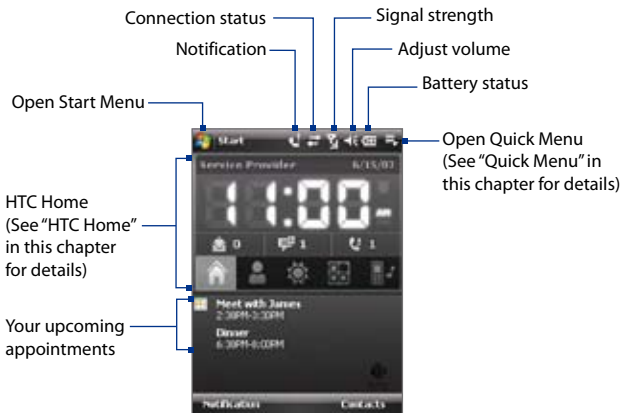 Connection status
Signal strength
Notification
Adjust volume
Battery status
Open Start Menu
Open Quick Menu
(See “Quick Menu” in
this chapter for details)
Start
Service Provider 6/15/07
11:00 AM
0 1 1
HTC Home
(See “HTC Home”
in this chapter
for details)
Your upcoming
appointments
Meet with James
2:30PM-3:30PM
Dinner
6:30PM-8:00PM
Notification Contacts